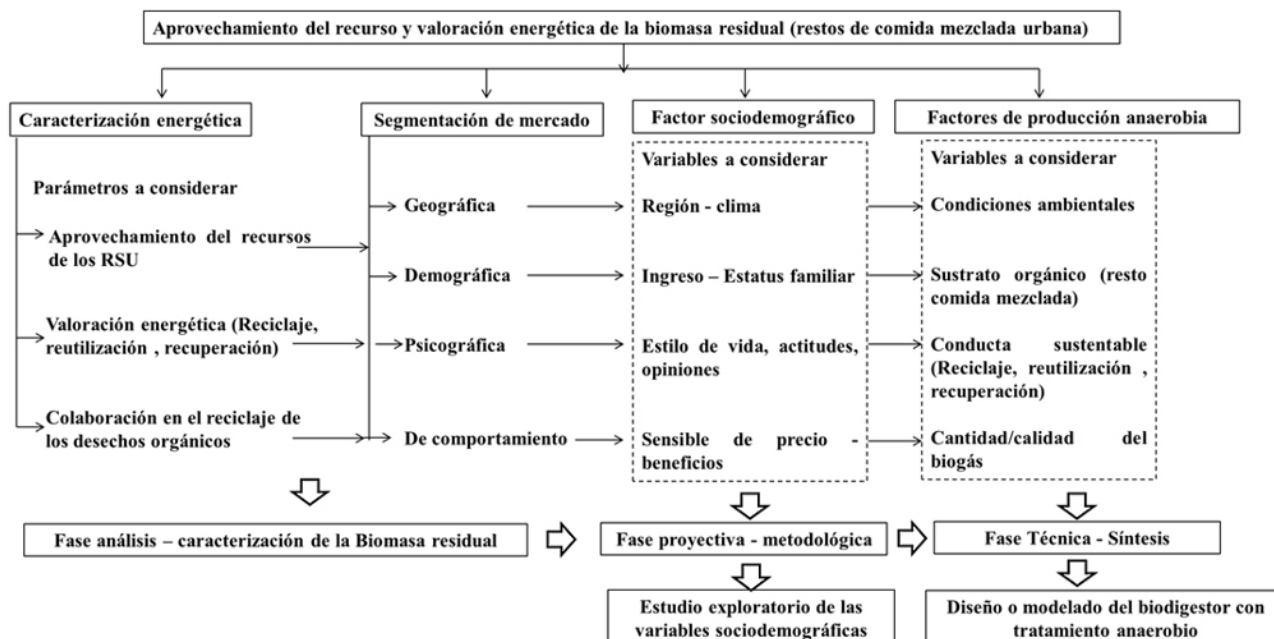 Aprovechamiento del recurso y valoración energética de la biomasa residual (restos de comida mezclada urbana)
Caracterización energética
Segmentación de mercado
Factor sociodemográfico
Factores de producción anaerobia
Parámetros a considerar
Aprovechamiento del recursos
de los RSU
Valoración energética (Reciclaje,
reutilización , recuperación)
Colaboración en el reciclaje de
los desechos orgánicos
Geográfica
Demográfica
Psicográfica
De comportamiento
Variables a considerar
Región - clima
Ingreso – Estatus familiar
Estilo de vida, actitudes,
opiniones
Sensible de precio -
beneficios
Variables a considerar
Condiciones ambientales
Sustrato orgánico (resto
comida mezclada)
Conducta sustentable
(Reciclaje, reutilización ,
recuperación)
Cantidad/calidad del
biogás
Fase análisis – caracterización de la Biomasa residual
Fase proyectiva - metodológica
Fase Técnica - Síntesis
Estudio exploratorio de las
variables sociodemográficas
Diseño o modelado del biodigestor con
tratamiento anaerobio